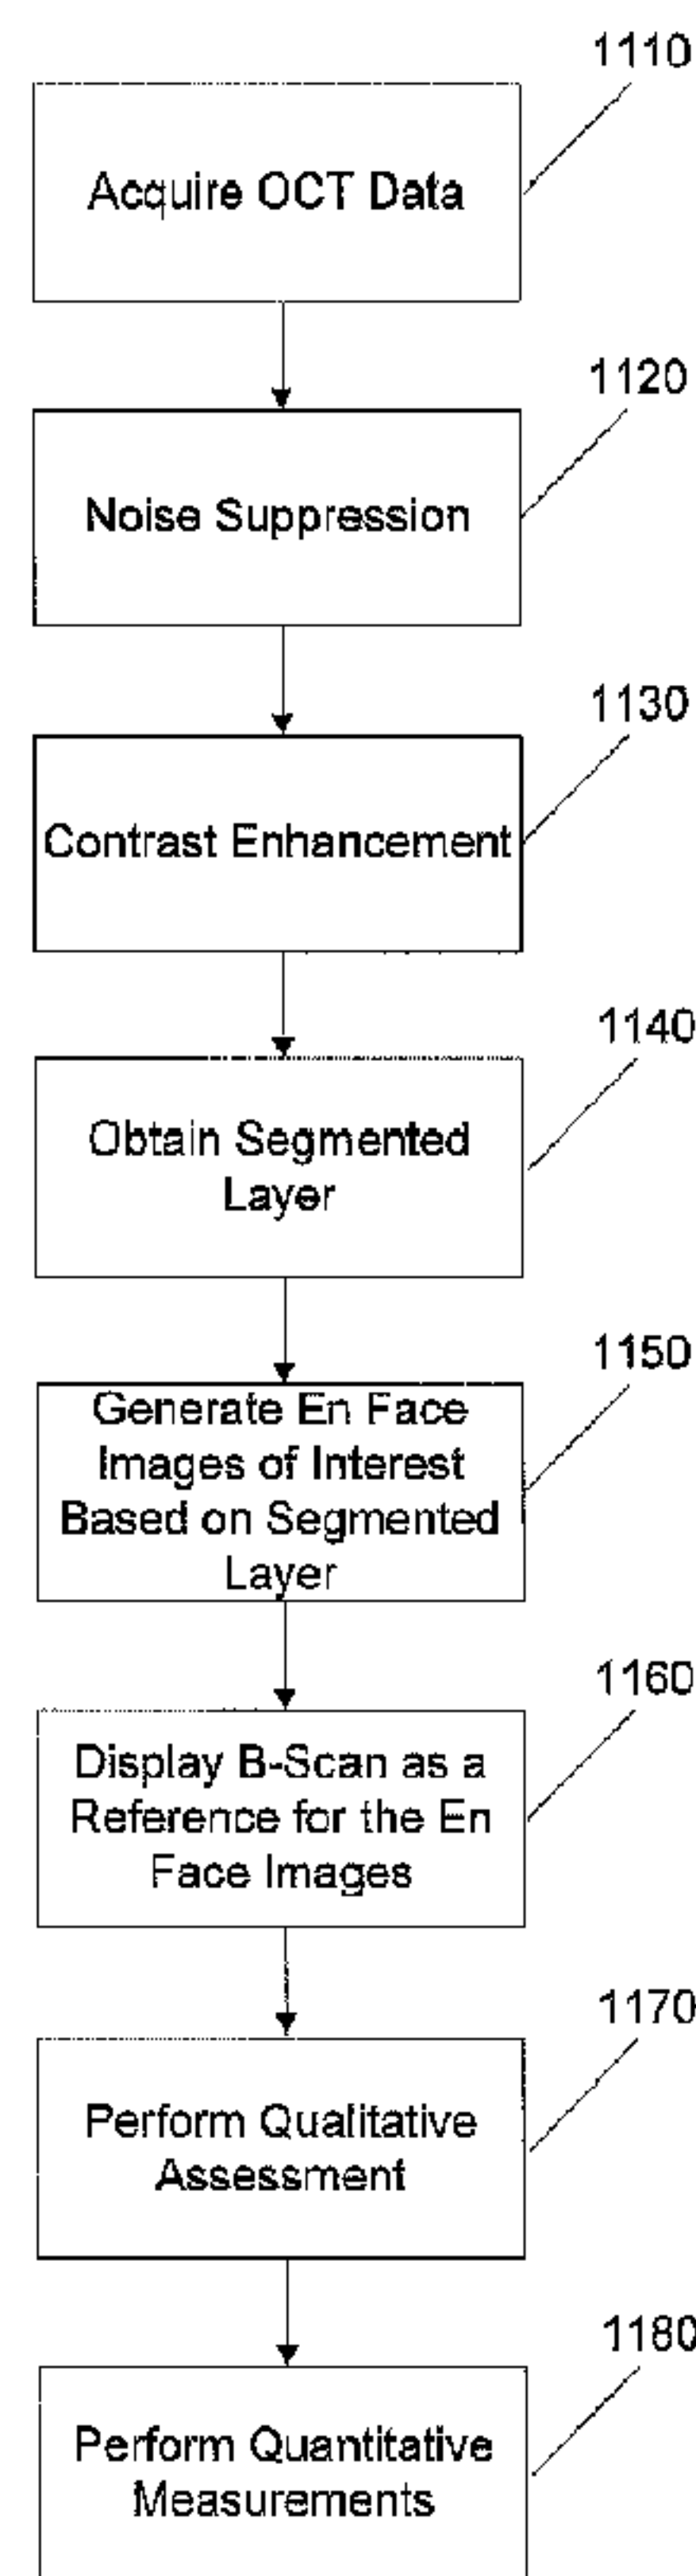 1110
Acquire OCT Data
1120
Noise Suppression
1130
Contrast Enhancement
1140
Obtain Segmented
Layer
1150
Generate En Face
Images of Interest
Based on Segmented
Layer
1160
Display B-Scan as a
Reference for the En
Face Images
1170
Perform Qualitative
Assessment
1180
Perform Quantitative
Measurements